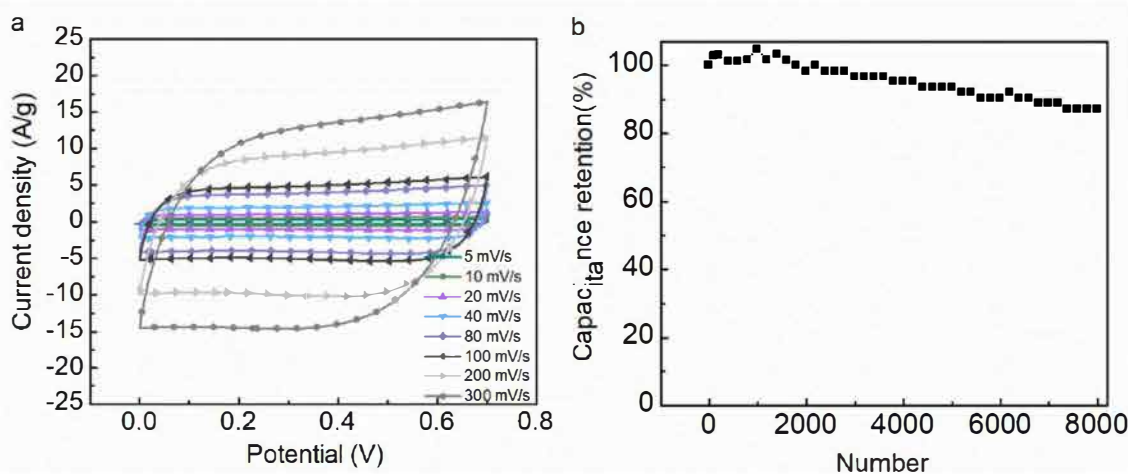 a
25
20
15
10
5
0
-5
-10
-15
-20
-25
Current density (A/g)
0.0 0.2 0.4 0.6 0.8
Potential (V)
5 mV/s
10 mV/s
20 mV/s
40 mV/s
80 mV/s
100 mV/s
200 mV/s
300 mV/s
b
100
80
60
40
20
0
Capacitance retention(%)
0 2000 4000 6000 8000
Number